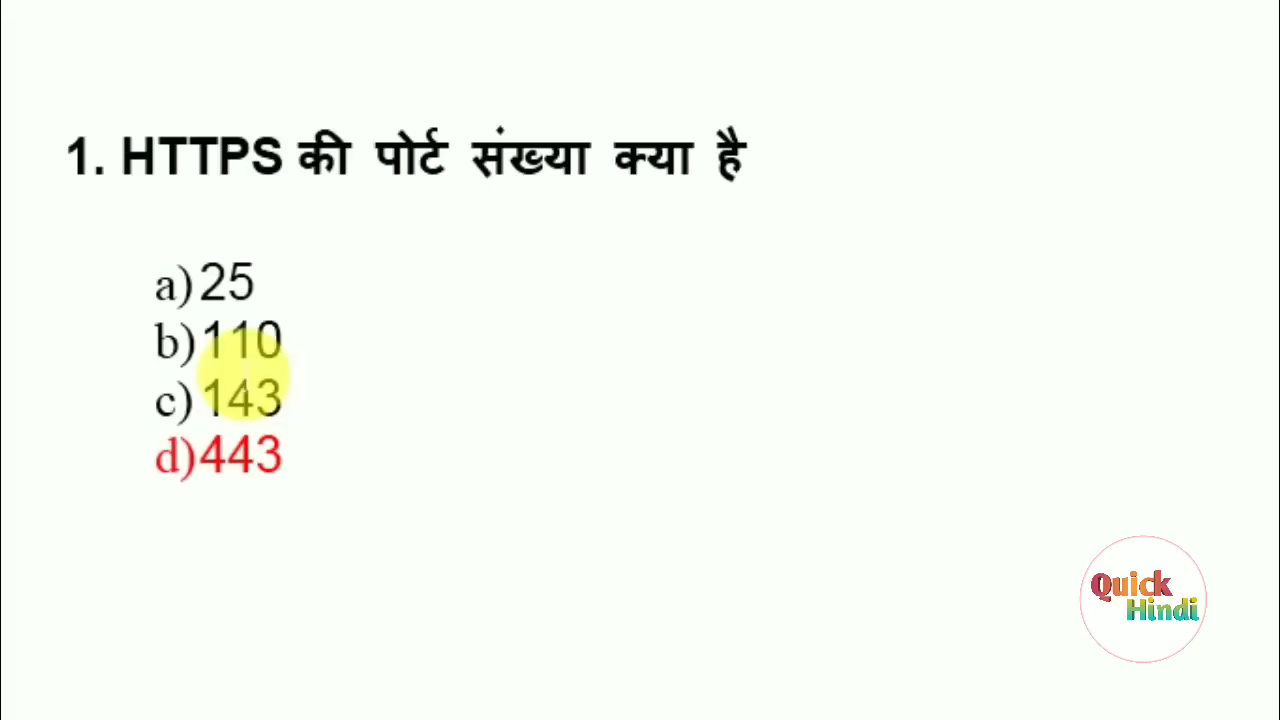 1. HTTPS की पोर्ट संख्या क्या है
a) 25
b) 110
c) 143
d) 443
Quick
Hindi